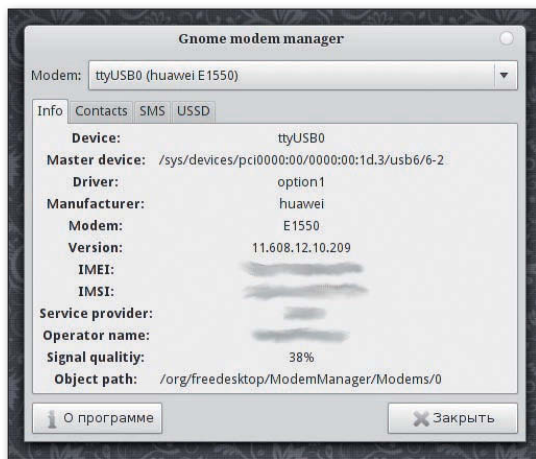 Gnome modem manager
Modem: ttyUSB0 (huawei E1550)
Info Contacts SMS USSD
Device: ttyUSB0
Master device: /sys/devices/pci0000:00/0000:00:1d.3/usb6/6-2
Driver: option1
Manufacturer: huawei
Modem: E1550
Version: 11.608.12.10.209
IMEI:
IMSI:
Service provider:
Operator name:
Signal qualitiy: 38%
Object path: /org/freedesktop/ModemManager/Modems/0
О программе Закрыть